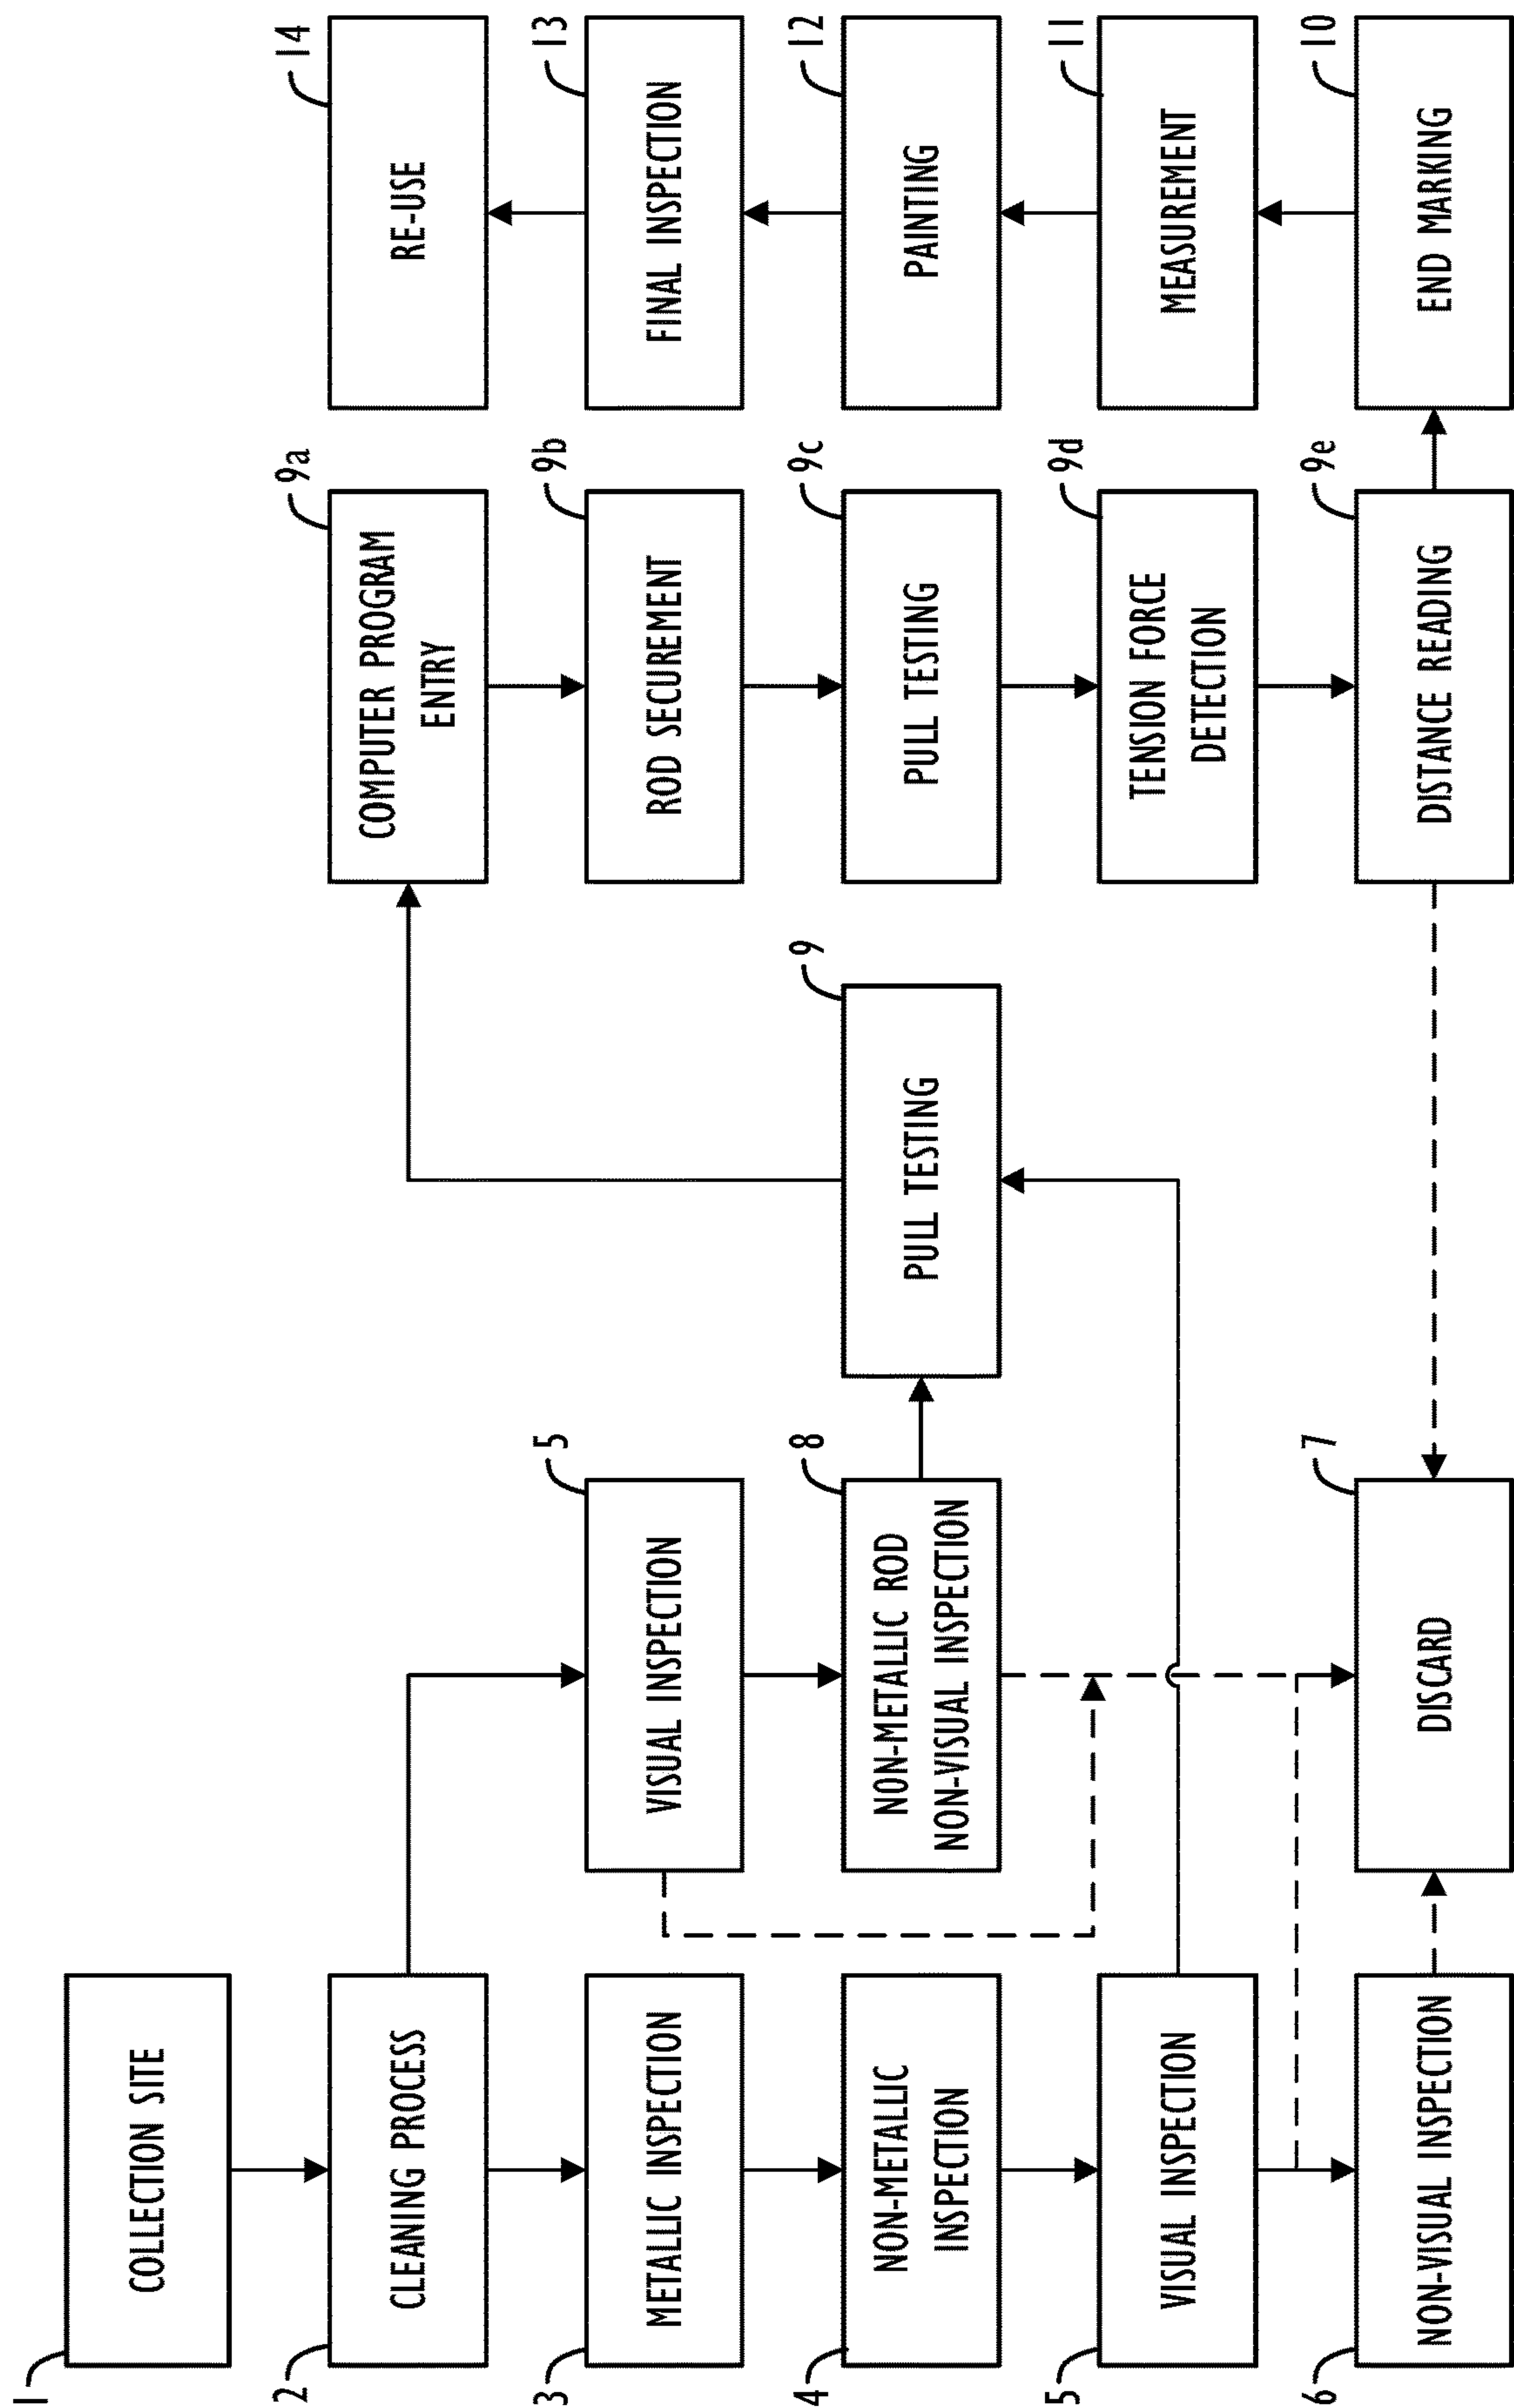 1
COLLECTION SITE
2
CLEANING PROCESS
3
METALLIC INSPECTION
4
NON-METALLIC
INSPECTION
5
VISUAL INSPECTION
6
NON-VISUAL INSPECTION
5
VISUAL INSPECTION
8
NON-METALLIC ROD
NON-VISUAL INSPECTION
7
DISCARD
9
PULL TESTING
9a
COMPUTER PROGRAM
ENTRY
9b
ROD SECUREMENT
9c
PULL TESTING
9d
TENSION FORCE
DETECTION
9e
DISTANCE READING
14
RE-USE
13
FINAL INSPECTION
12
PAINTING
11
MEASUREMENT
10
END MARKING